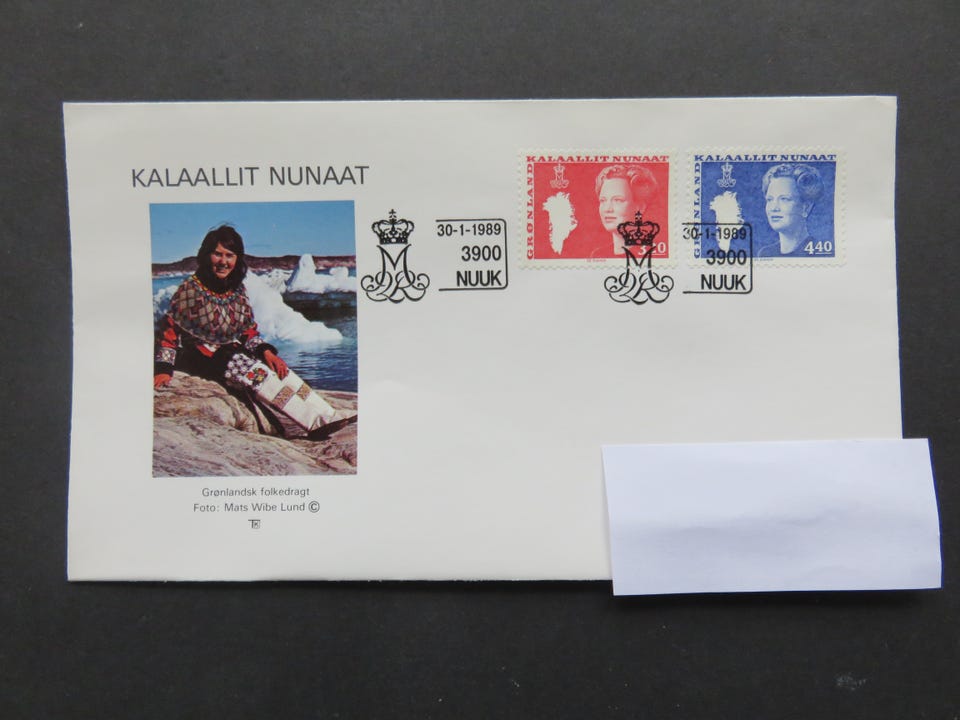 KALAALLIT NUNAAT
30-1-1989
3900
NUUK
KALAALLIT NUNAAT
GRØNLAND
KALAALLIT NUNAAT
GRØNLAND
4.40
30-1-1989
3900
NUUK
Grønlandsk folkedragt
Foto: Mats Wibe Lund ©